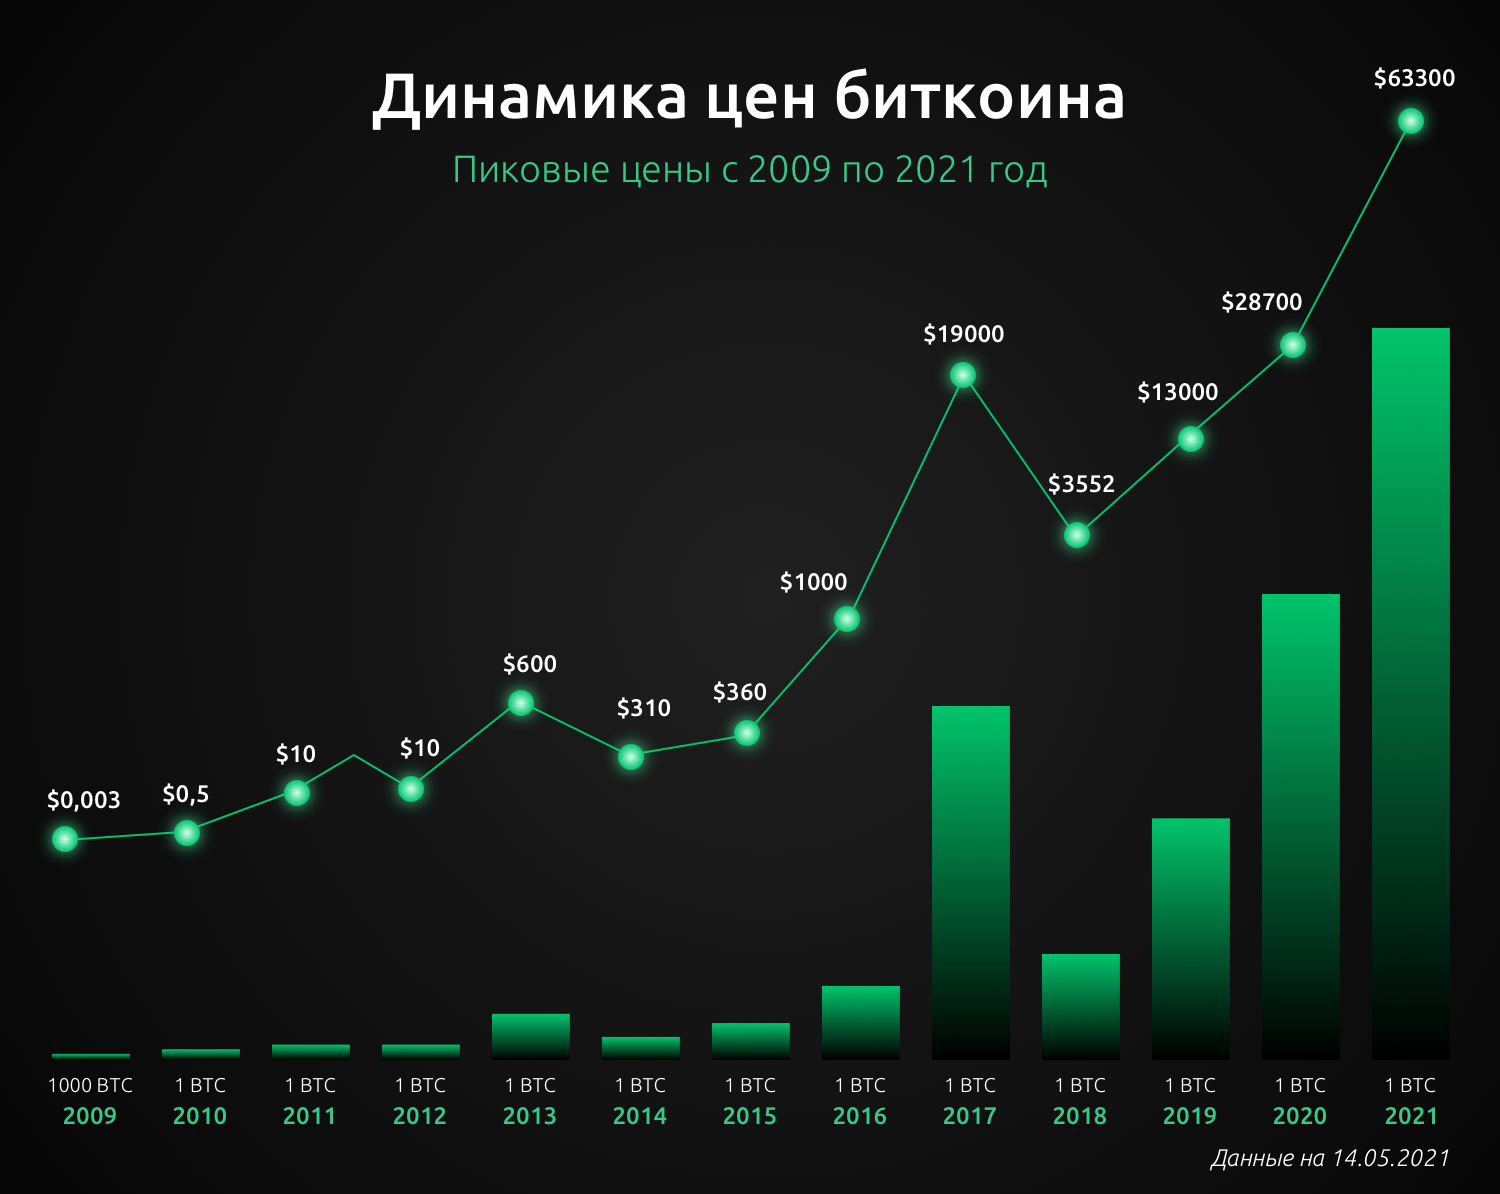 Динамика цен биткоина
Пиковые цены с 2009 по 2021 год
$0,003
$0,5
$10
$10
$600
$310
$360
$1000
$19000
$3552
$13000
$28700
$63300
1000 BTC 1 BTC 1 BTC 1 BTC 1 BTC 1 BTC 1 BTC 1 BTC 1 BTC 1 BTC 1 BTC 1 BTC 1 BTC
2009 2010 2011 2012 2013 2014 2015 2016 2017 2018 2019 2020 2021
Данные на 14.05.2021